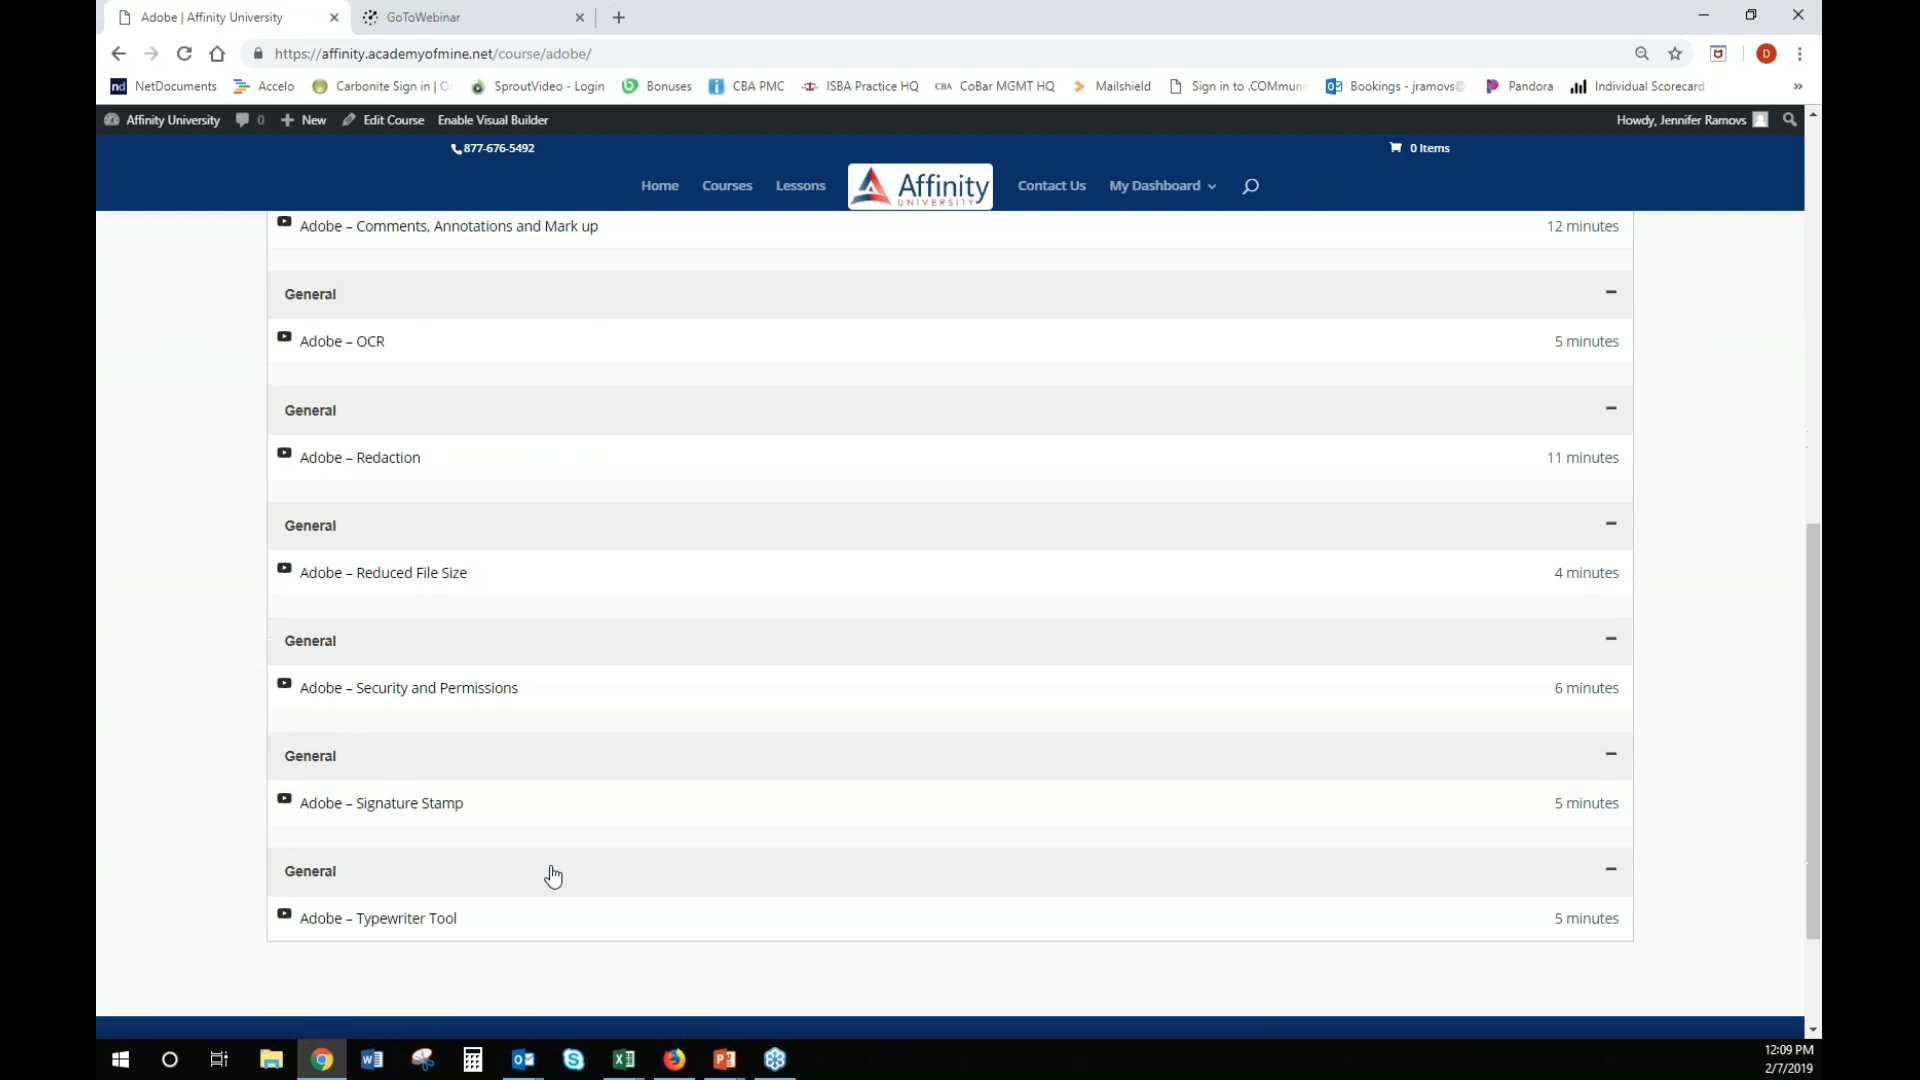 Adobe | Affinity University
GoToWebinar
https://affinity.academyofmine.net/course/adobe/
D
nd NetDocuments Accelo Carbonite Sign in | O SproutVideo - Login Bonuses CBA PMC ISBA Practice HQ CBA CoBar MGMT HQ Mailshield Sign in to .COMmuni Bookings - jramovs@ Pandora Individual Scorecard »
Affinity University 0 New Edit Course Enable Visual Builder Howdy, Jennifer Ramovs
877-676-5492 0 Items
Home Courses Lessons Affinity UNIVERSITY Contact Us My Dashboard
Adobe – Comments, Annotations and Mark up 12 minutes
General
Adobe – OCR 5 minutes
General
Adobe – Redaction 11 minutes
General
Adobe – Reduced File Size 4 minutes
General
Adobe – Security and Permissions 6 minutes
General
Adobe – Signature Stamp 5 minutes
General
Adobe – Typewriter Tool 5 minutes
12:09 PM
2/7/2019